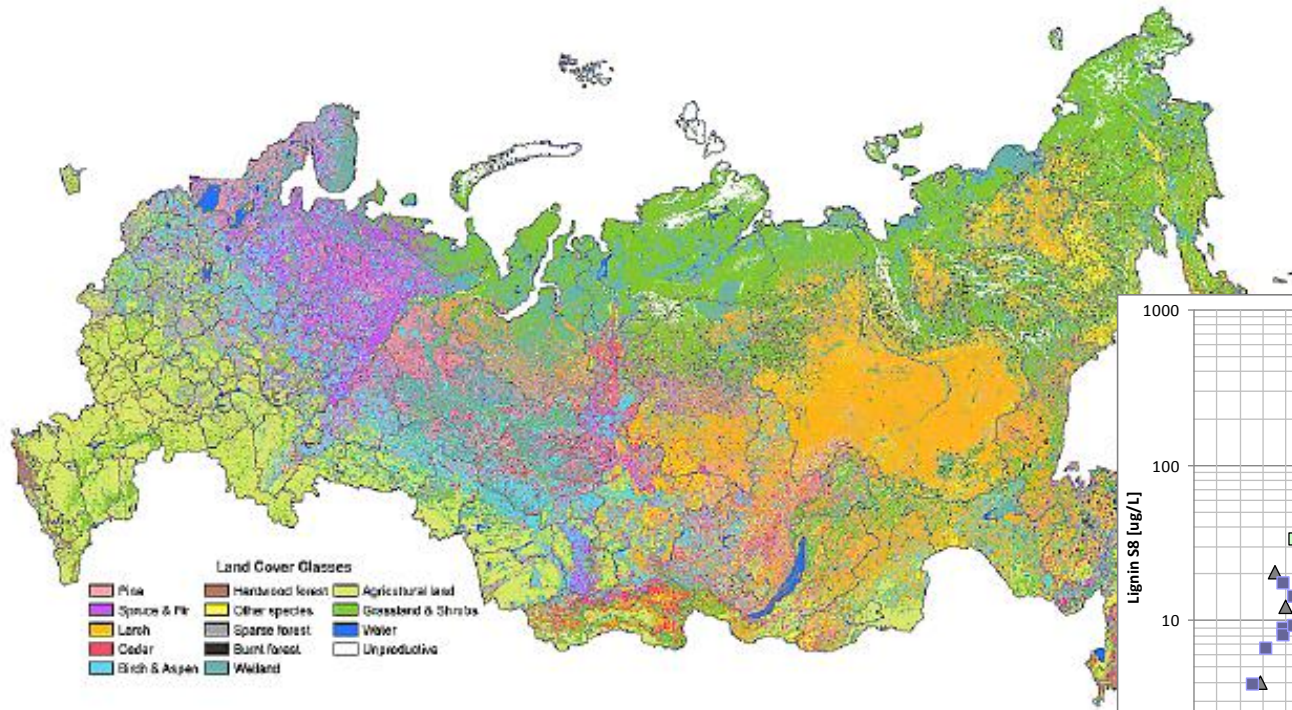 Land Cover Classes
Pine
Spruce & Fir
Larch
Cedar
Birch & Aspen
Hardwood forest
Other species
Sparse forest
Burnt forest
Wetland
Agricultural land
Grassland & Shrubs
Water
Unproductive
1000
100
10
Lignin S8 [ug/L]